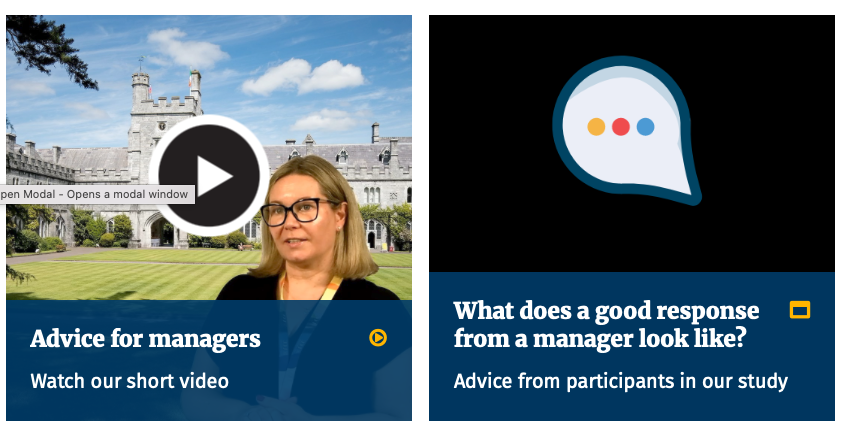 pen Modal - Opens a modal window
Advice for managers
Watch our short video
What does a good response
from a manager look like?
Advice from participants in our study